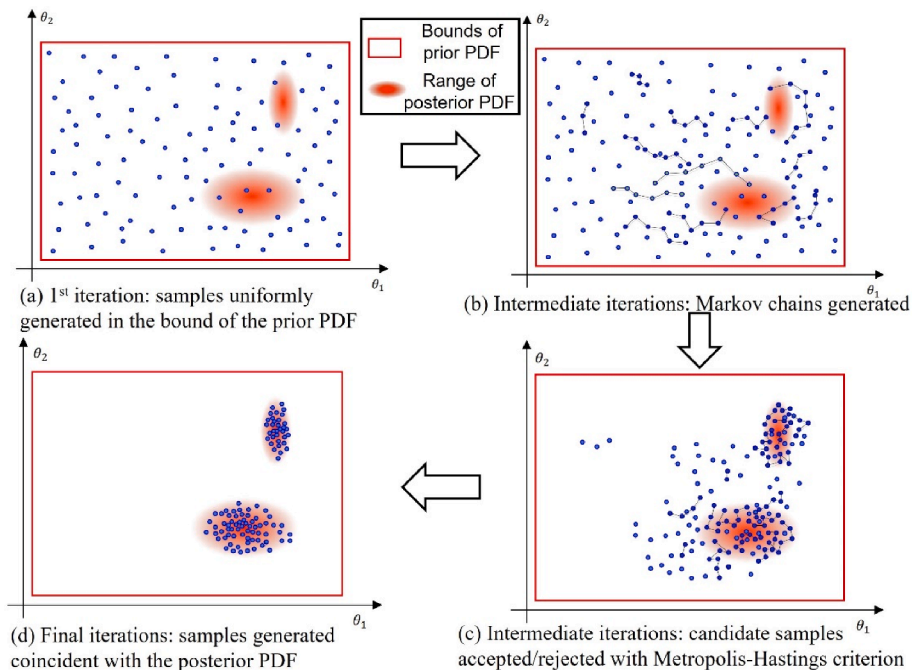 θ₂
Bounds of
prior PDF
Range of
posterior PDF
θ₁
(a) 1st iteration: samples uniformly
generated in the bound of the prior PDF
θ₂
θ₁
(b) Intermediate iterations: Markov chains generated
θ₂
θ₁
(d) Final iterations: samples generated
coincident with the posterior PDF
θ₂
θ₁
(c) Intermediate iterations: candidate samples
accepted/rejected with Metropolis-Hastings criterion